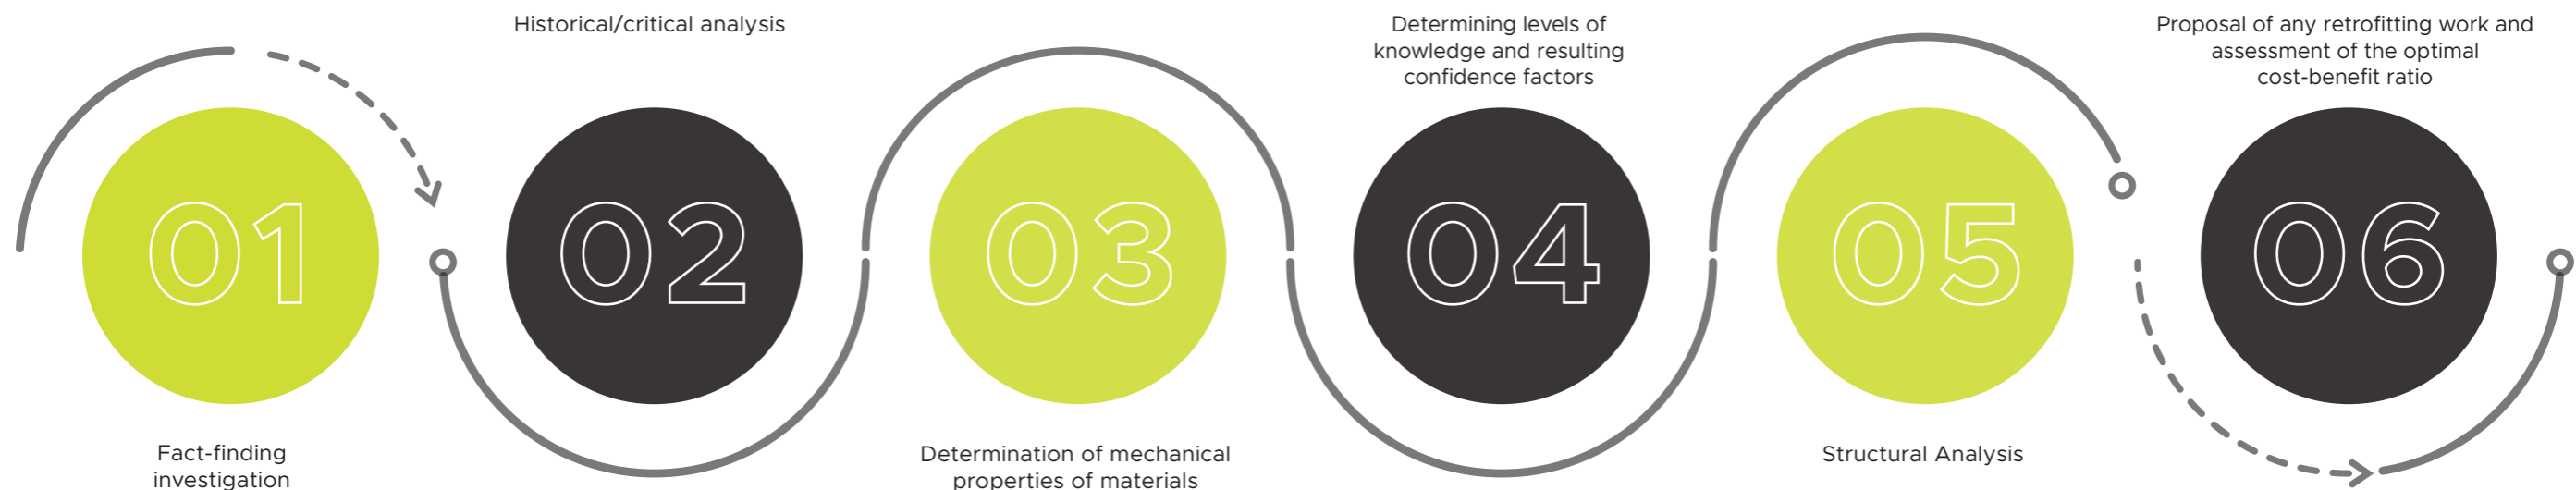 01
Fact-finding
investigation
Historical/critical analysis
02
03
Determination of mechanical
properties of materials
Determining levels of
knowledge and resulting
confidence factors
04
05
Structural Analysis
Proposal of any retrofitting work and
assessment of the optimal
cost-benefit ratio
06